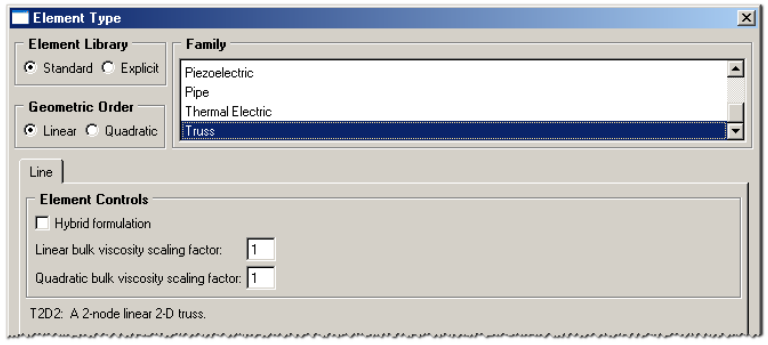 Element Type
Element Library
Standard Explicit
Family
Piezoelectric
Pipe
Thermal Electric
Truss
Geometric Order
Linear Quadratic
Line
Element Controls
Hybrid formulation
Linear bulk viscosity scaling factor: 1
Quadratic bulk viscosity scaling factor: 1
T2D2: A 2-node linear 2-D truss.